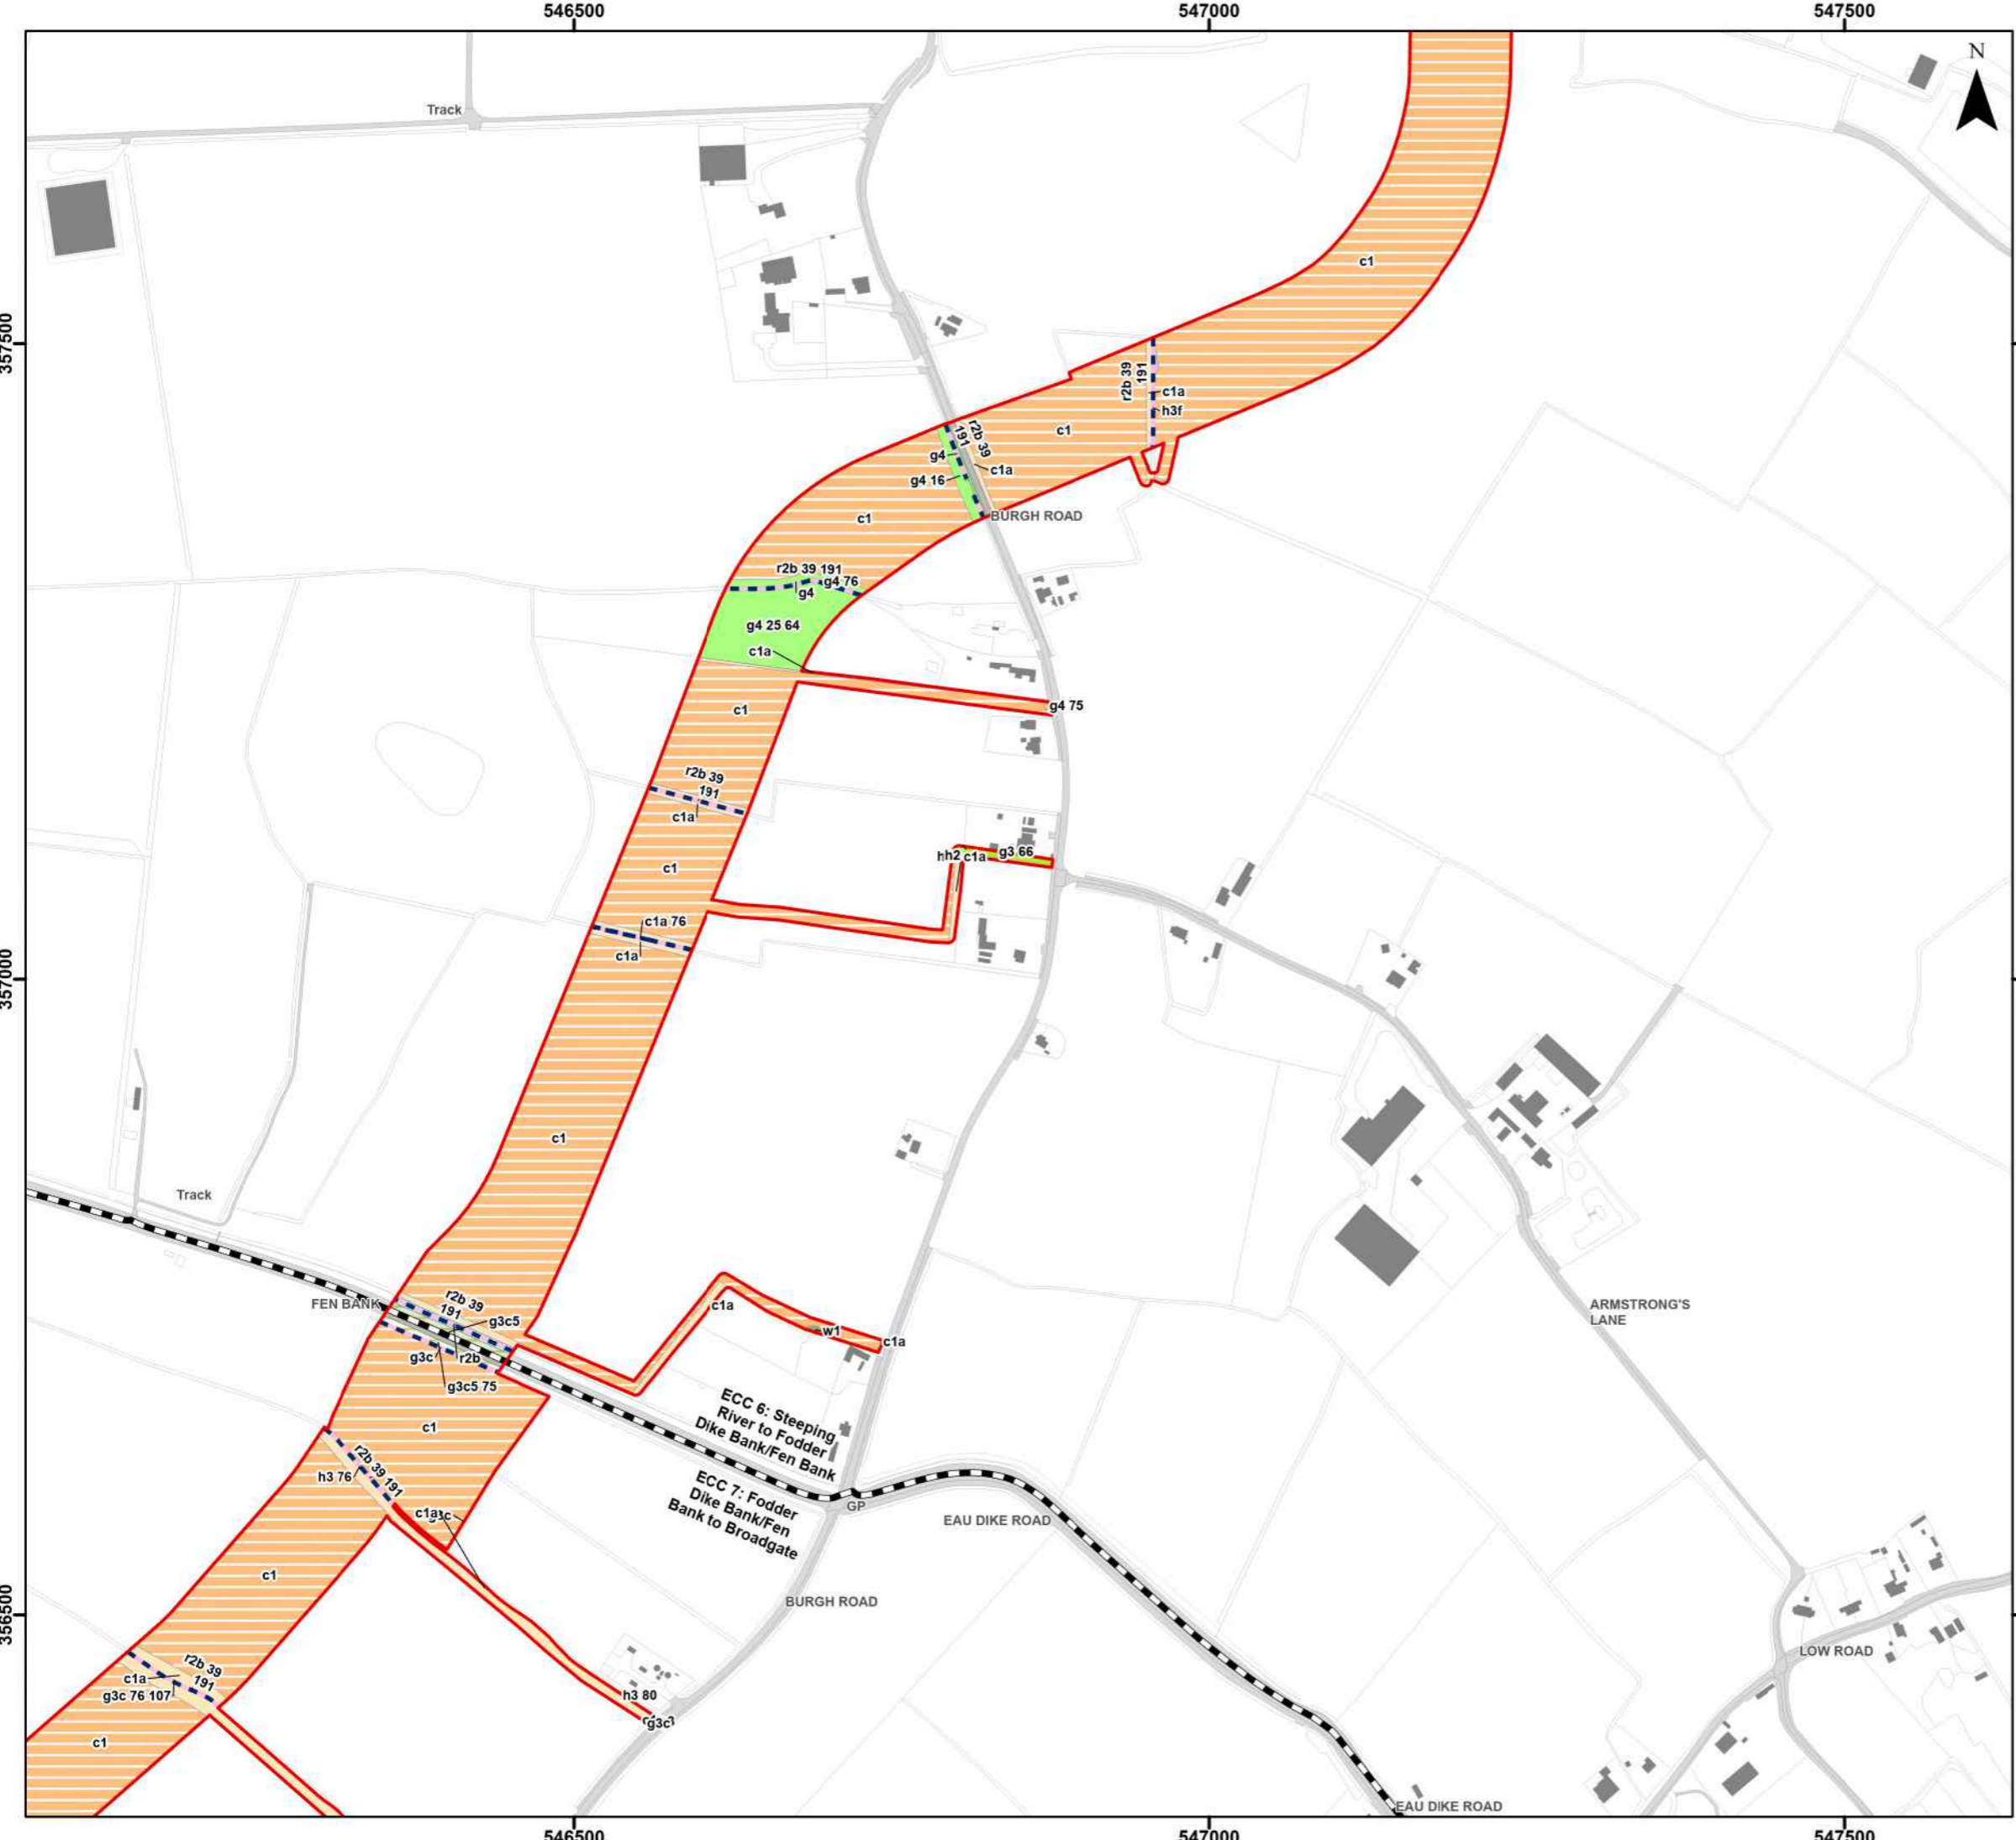 546500
547000
547500
N
Track
357500
c1
r2b 39
191
c1a
h3f
c1
r2b 39
191
g4
c1a
g4 16
BURGH ROAD
c1
r2b 39 191
g4 76
g4
g4 25 64
c1a
g4 75
c1
r2b 39
191
c1a
c1
hh2
c1a
g3 66
c1a 76
c1a
357000
c1
Track
FEN BANK
r2b 39
191
g3c5
g3c
r2b
g3c5 75
c1a
w1
c1a
ARMSTRONG'S
LANE
ECC 6: Steeping
River to Fodder
Dike Bank/Fen Bank
ECC 7: Fodder
Dike Bank/Fen
Bank to Broadgate
c1
r2b 39 191
h3 76
c1a
GP
EAU DIKE ROAD
c1
BURGH ROAD
356500
LOW ROAD
r2b 39
191
c1a
g3c 76 107
h3 80
g3c
c1
EAU DIKE ROAD
546500
547000
547500